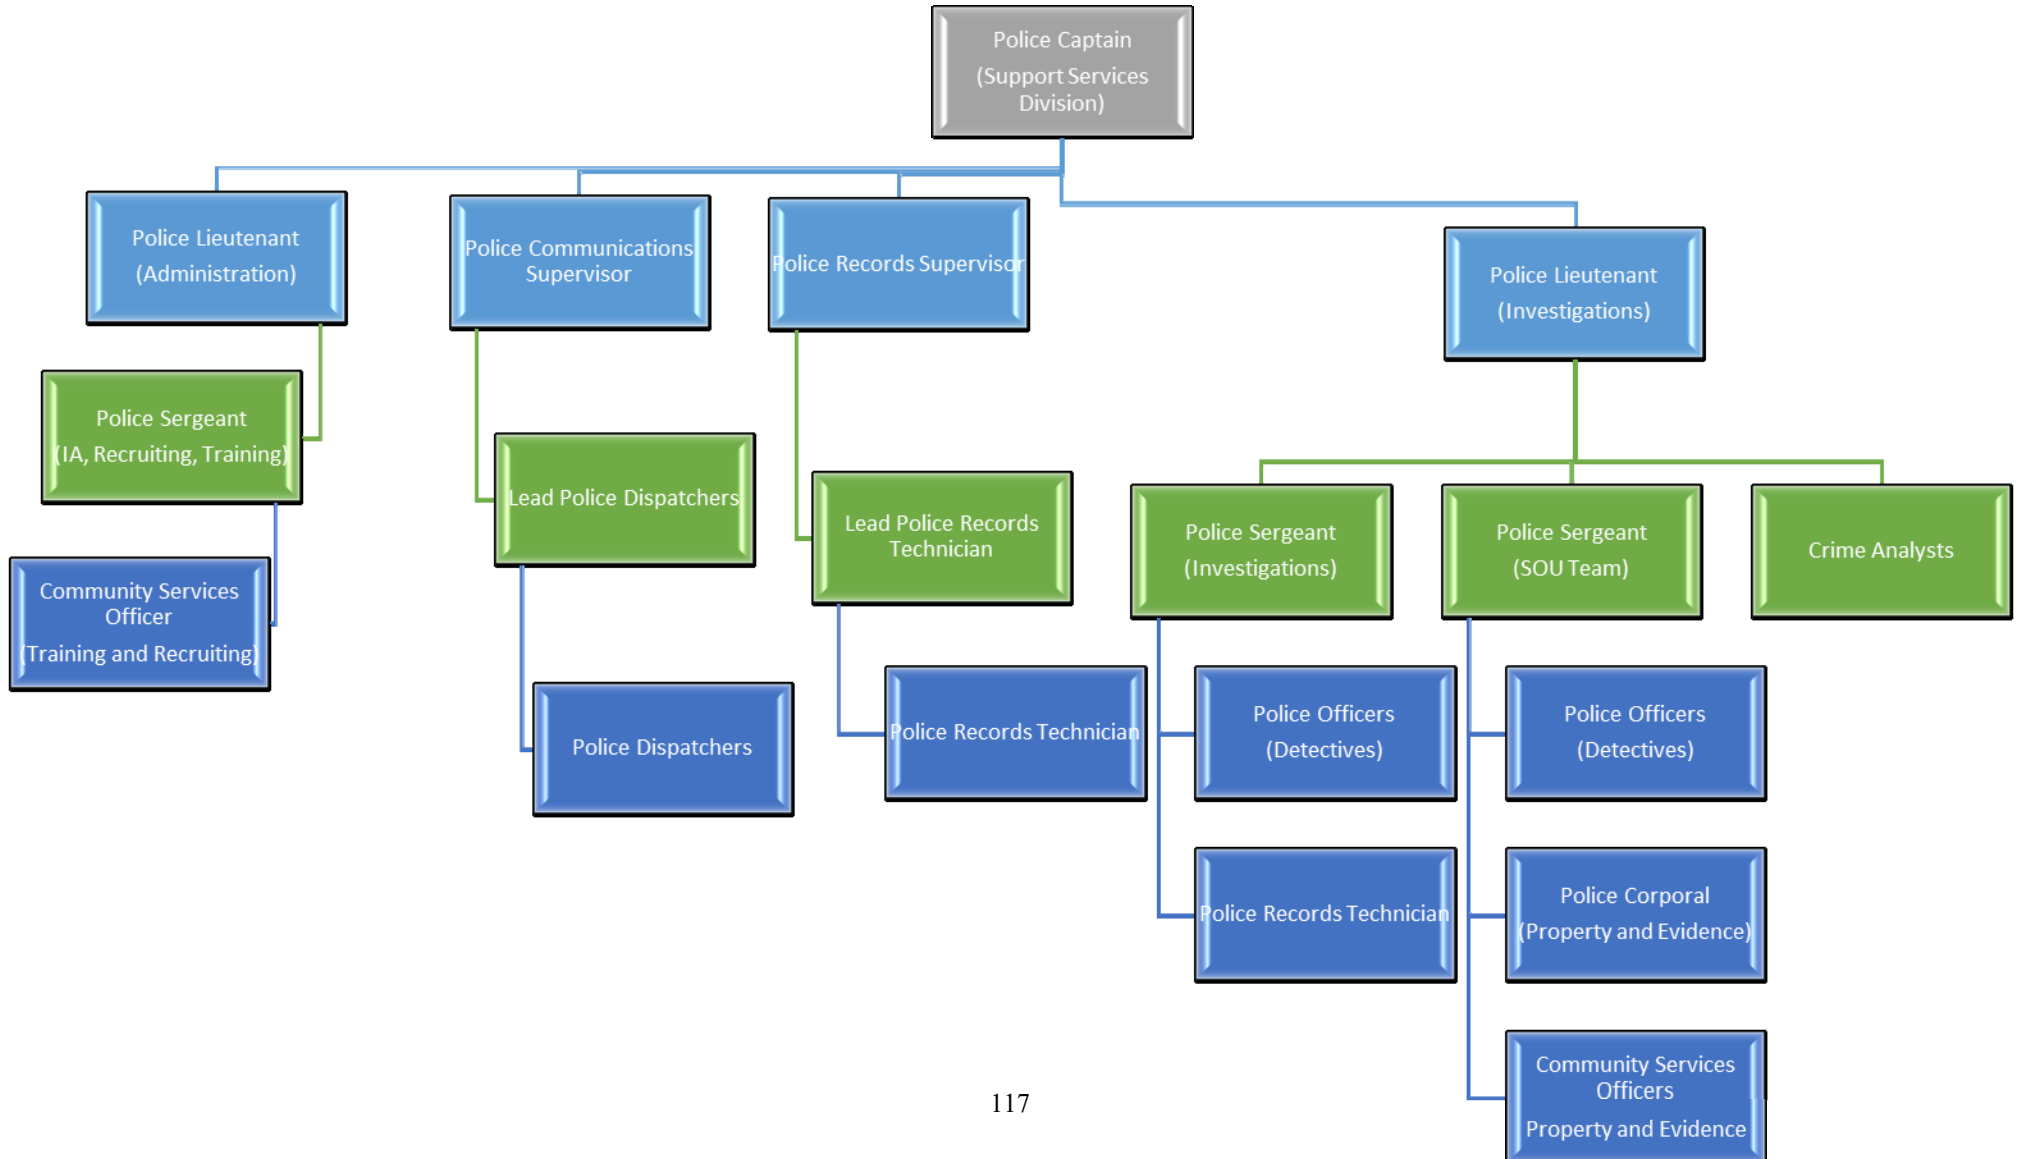 Police Captain
(Support Services
Division)
Police Lieutenant
(Administration)
Police Communications
Supervisor
Police Records Supervisor
Police Lieutenant
(Investigations)
Police Sergeant
(IA, Recruiting, Training)
Lead Police Dispatchers
Lead Police Records
Technician
Police Sergeant
(Investigations)
Police Sergeant
(SOU Team)
Crime Analysts
Community Services
Officer
(Training and Recruiting)
Police Dispatchers
Police Records Technician
Police Officers
(Detectives)
Police Officers
(Detectives)
Police Records Technician
Police Corporal
(Property and Evidence)
Community Services
Officers
Property and Evidence
117